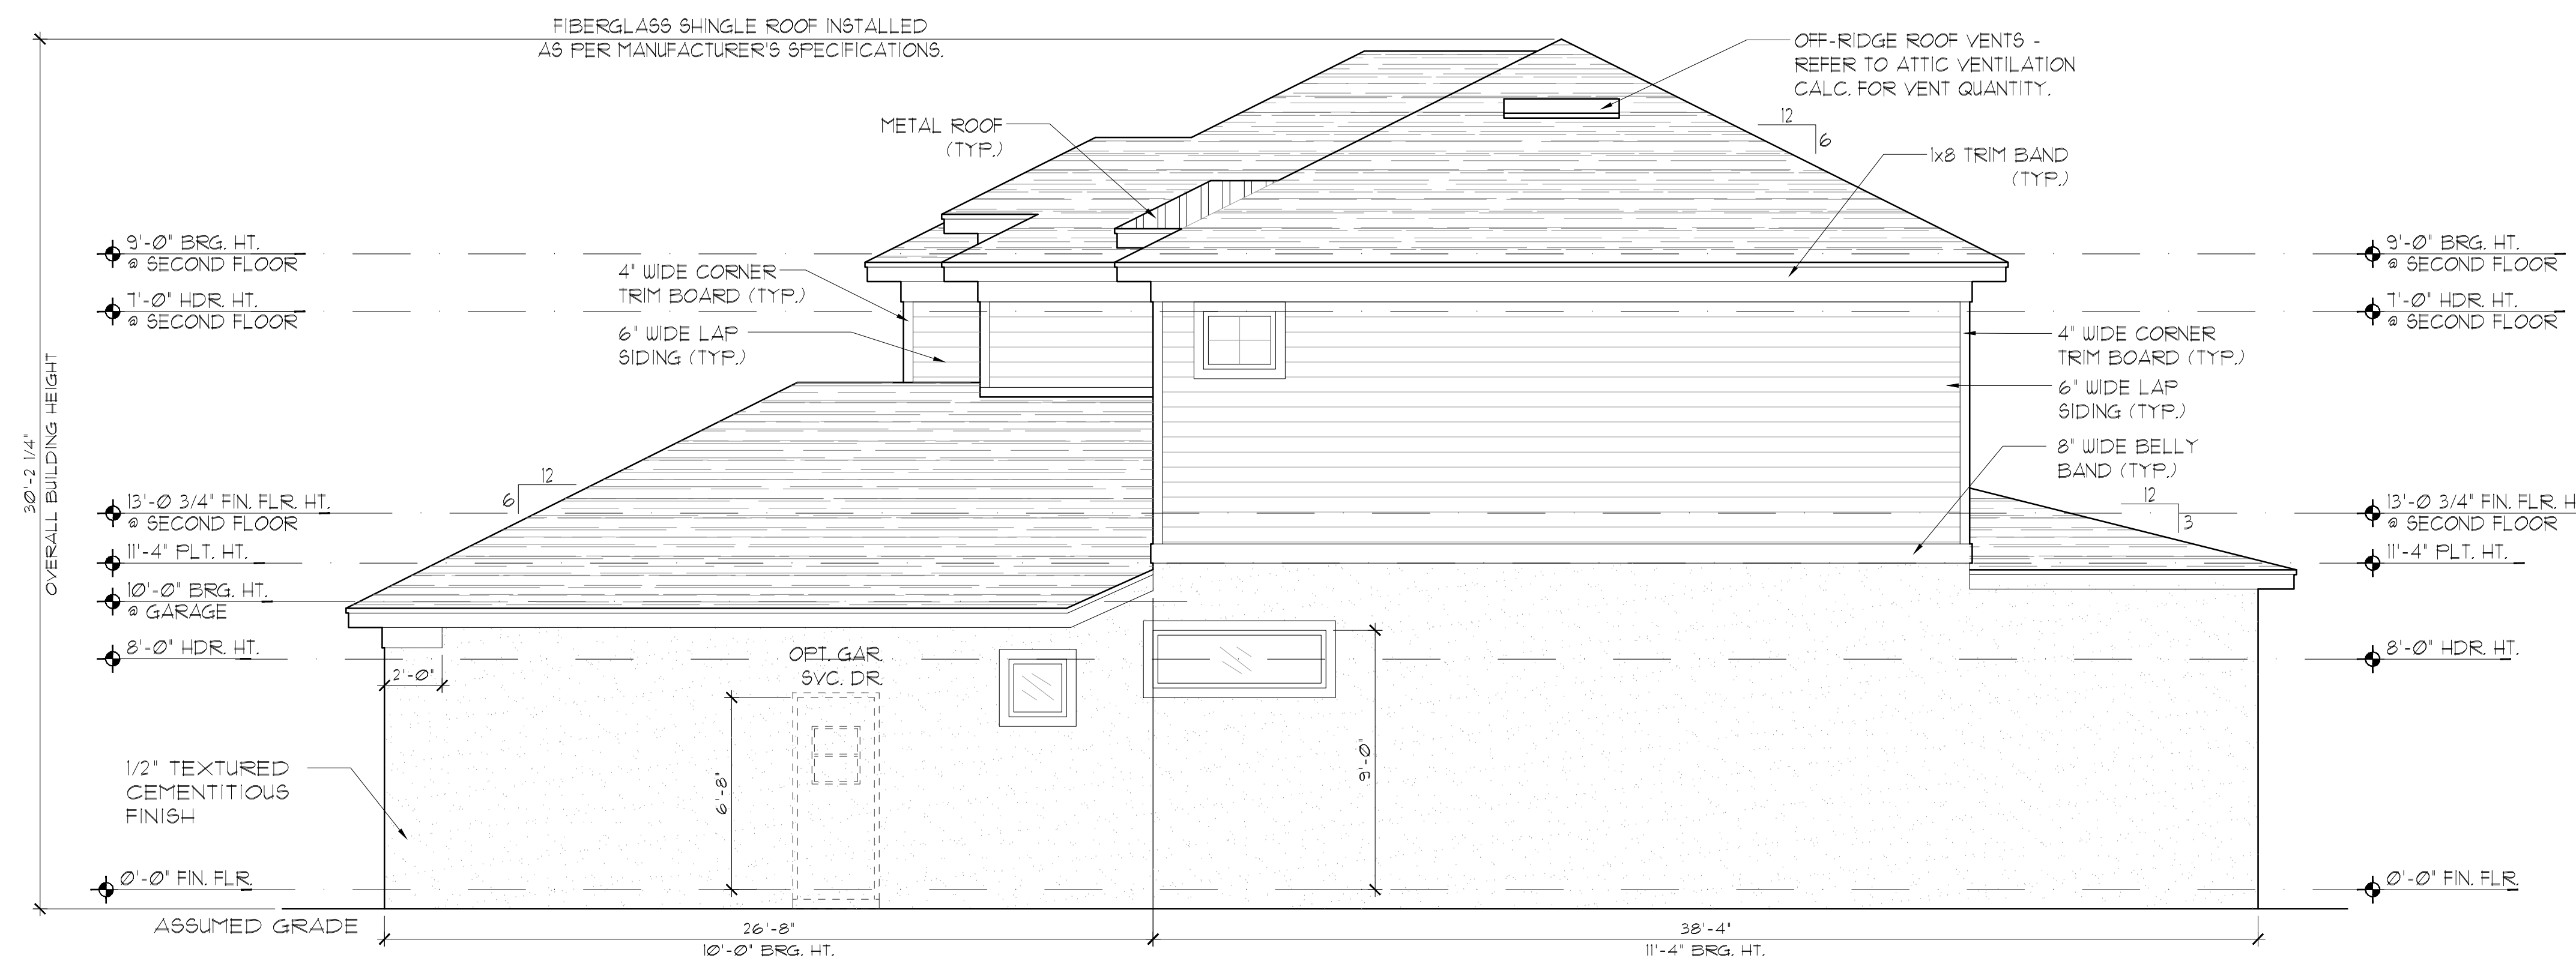 FIBERGLASS SHINGLE ROOF INSTALLED
AS PER MANUFACTURER'S SPECIFICATIONS.
OFF-RIDGE ROOF VENTS -
REFER TO ATTIC VENTILATION
CALC. FOR VENT QUANTITY.
METAL ROOF
(TYP.)
12
6
1x8 TRIM BAND
(TYP.)
9'-0" BRG. HT.
@ SECOND FLOOR
7'-0" HDR. HT.
@ SECOND FLOOR
4" WIDE CORNER
TRIM BOARD (TYP.)
6" WIDE LAP
SIDING (TYP.)
9'-0" BRG. HT.
@ SECOND FLOOR
7'-0" HDR. HT.
@ SECOND FLOOR
4" WIDE CORNER
TRIM BOARD (TYP.)
6" WIDE LAP
SIDING (TYP.)
8" WIDE BELLY
BAND (TYP.)
30'-2 1/4"
OVERALL BUILDING HEIGHT
12
6
12
3
13'-0 3/4" FIN. FLR. HT.
@ SECOND FLOOR
11'-4" PLT. HT.
10'-0" BRG. HT.
@ GARAGE
8'-0" HDR. HT.
13'-0 3/4" FIN. FLR. H
@ SECOND FLOOR
11'-4" PLT. HT.
8'-0" HDR. HT.
2'-0"
OPT. GAR.
SVC. DR.
6'-8"
9'-0"
1/2" TEXTURED
CEMENTITIOUS
FINISH
0'-0" FIN. FLR.
0'-0" FIN. FLR.
ASSUMED GRADE
26'-8"
10'-0" BRG. HT.
38'-4"
11'-4" BRG. HT.